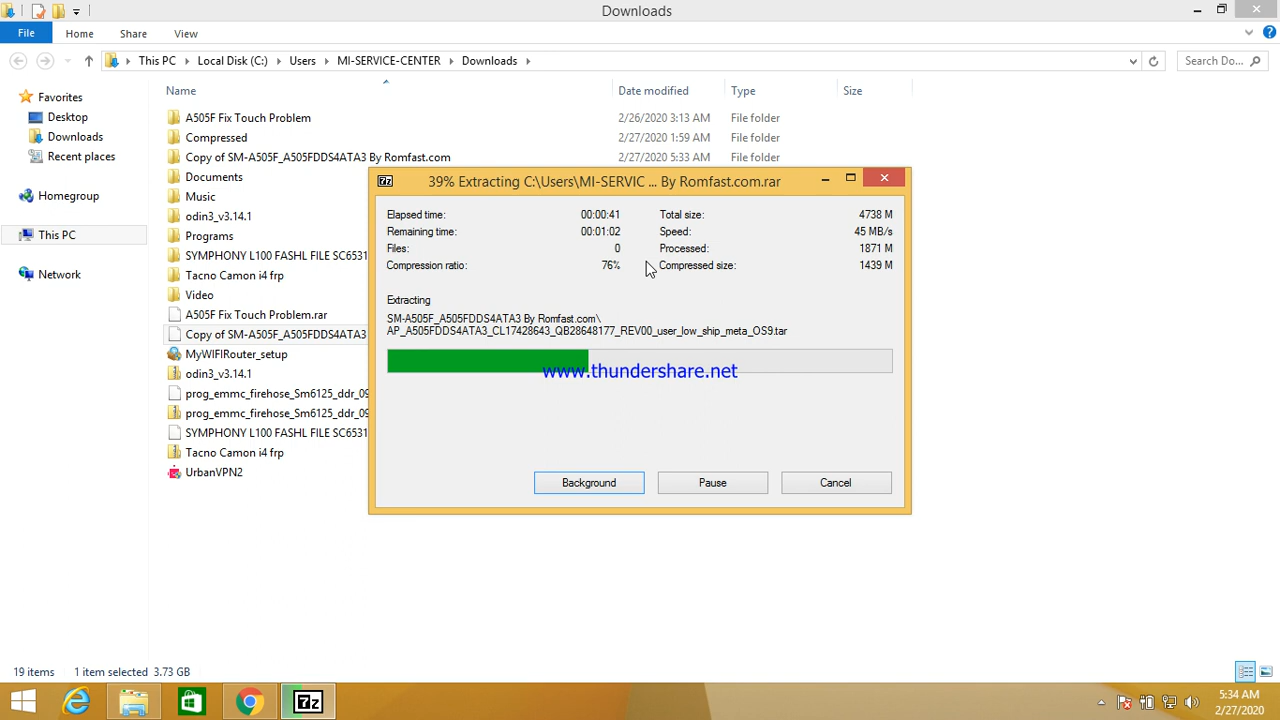 Downloads
File Home Share View
This PC Local Disk (C:) Users MI-SERVICE-CENTER Downloads Search Do...
Name Date modified Type Size
Favorites
Desktop
Downloads
Recent places
Homegroup
This PC
Network
A505F Fix Touch Problem 2/26/2020 3:13 AM File folder
Compressed 2/27/2020 1:59 AM File folder
Copy of SM-A505F_A505FDDS4ATA3 By Romfast.com 2/27/2020 5:33 AM File folder
Documents
Music
odin3_v3.14.1
Programs
SYMPHONY L100 FASHL FILE SC6531
Tacno Camon i4 frp
Video
A505F Fix Touch Problem.rar
Copy of SM-A505F_A505FDDS4ATA3
MyWIFIRouter_setup
odin3_v3.14.1
prog_emmc_firehose_Sm6125_ddr_09
prog_emmc_firehose_Sm6125_ddr_09
SYMPHONY L100 FASHL FILE SC6531
Tacno Camon i4 frp
UrbanVPN2
7z 39% Extracting C:\Users\MI-SERVIC ... By Romfast.com.rar
Elapsed time: 00:00:41 Total size: 4738 M
Remaining time: 00:01:02 Speed: 45 MB/s
Files: 0 Processed: 1871 M
Compression ratio: 76% Compressed size: 1439 M
Extracting
SM-A505F_A505FDDS4ATA3 By Romfast.com\
AP_A505FDDS4ATA3_CL17428643_QB28648177_REV00_user_low_ship_meta_OS9.tar
www.thundershare.net
Background Pause Cancel
19 items 1 item selected 3.73 GB
7z
5:34 AM
2/27/2020